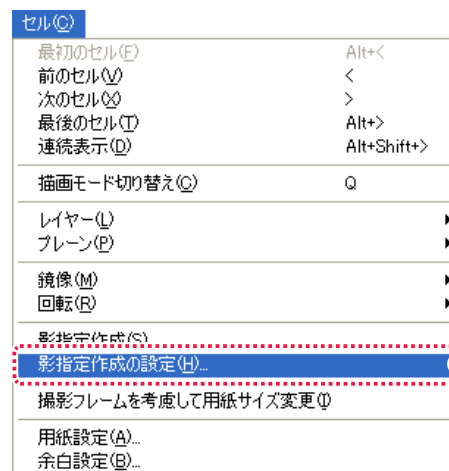 セル(C)
最初のセル(F) Alt+<
前のセル(V) <
次のセル(X) >
最後のセル(T) Alt+>
連続表示(D) Alt+Shift+>
描画モード切り替え(C) Q
レイヤー(L)
プレーン(P)
鏡像(M)
回転(R)
影指定作成(S)
影指定作成の設定(H)...
撮影フレームを考慮して用紙サイズ変更(I)
用紙設定(A)...
余白設定(B)...